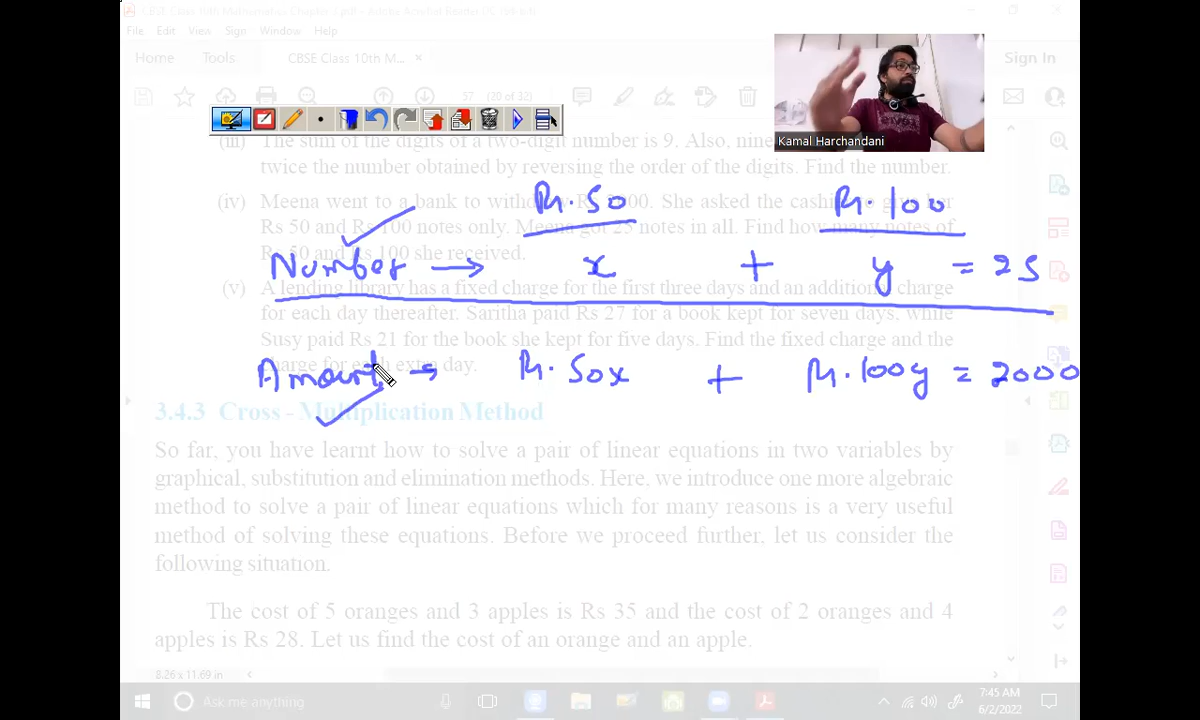 CBSE Class 10th Mathematics Chapter
File Edit View Sign Window Help
Home Tools CBSE Class 10th M... × Sign In
57 (20 of 32)
Kamal Harchandani
(iii) The sum of the digits of a two-digit number is 9. Also, nine
twice the number obtained by reversing the order of the digits. Find the number.
Rs. 50 Rs. 100
(iv) Meena went to a bank to withdraw Rs 2000. She asked the cashier to give her
Rs 50 and Rs 100 notes only. Meena got 25 notes in all. Find how many notes of
Rs 50 and Rs 100 she received.
Number → x + y = 25
(v) A lending library has a fixed charge for the first three days and an additional charge
for each day thereafter. Saritha paid Rs 27 for a book kept for seven days, while
Susy paid Rs 21 for the book she kept for five days. Find the fixed charge and the
charge for each extra day.
Amount → Rs. 50x + Rs. 100y = 2000
3.4.3 Cross - Multiplication Method
So far, you have learnt how to solve a pair of linear equations in two variables by
graphical, substitution and elimination methods. Here, we introduce one more algebraic
method to solve a pair of linear equations which for many reasons is a very useful
method of solving these equations. Before we proceed further, let us consider the
following situation.
The cost of 5 oranges and 3 apples is Rs 35 and the cost of 2 oranges and 4
apples is Rs 28. Let us find the cost of an orange and an apple.
8.26 x 11.69 in
Ask me anything
7:45 AM
6/2/2022